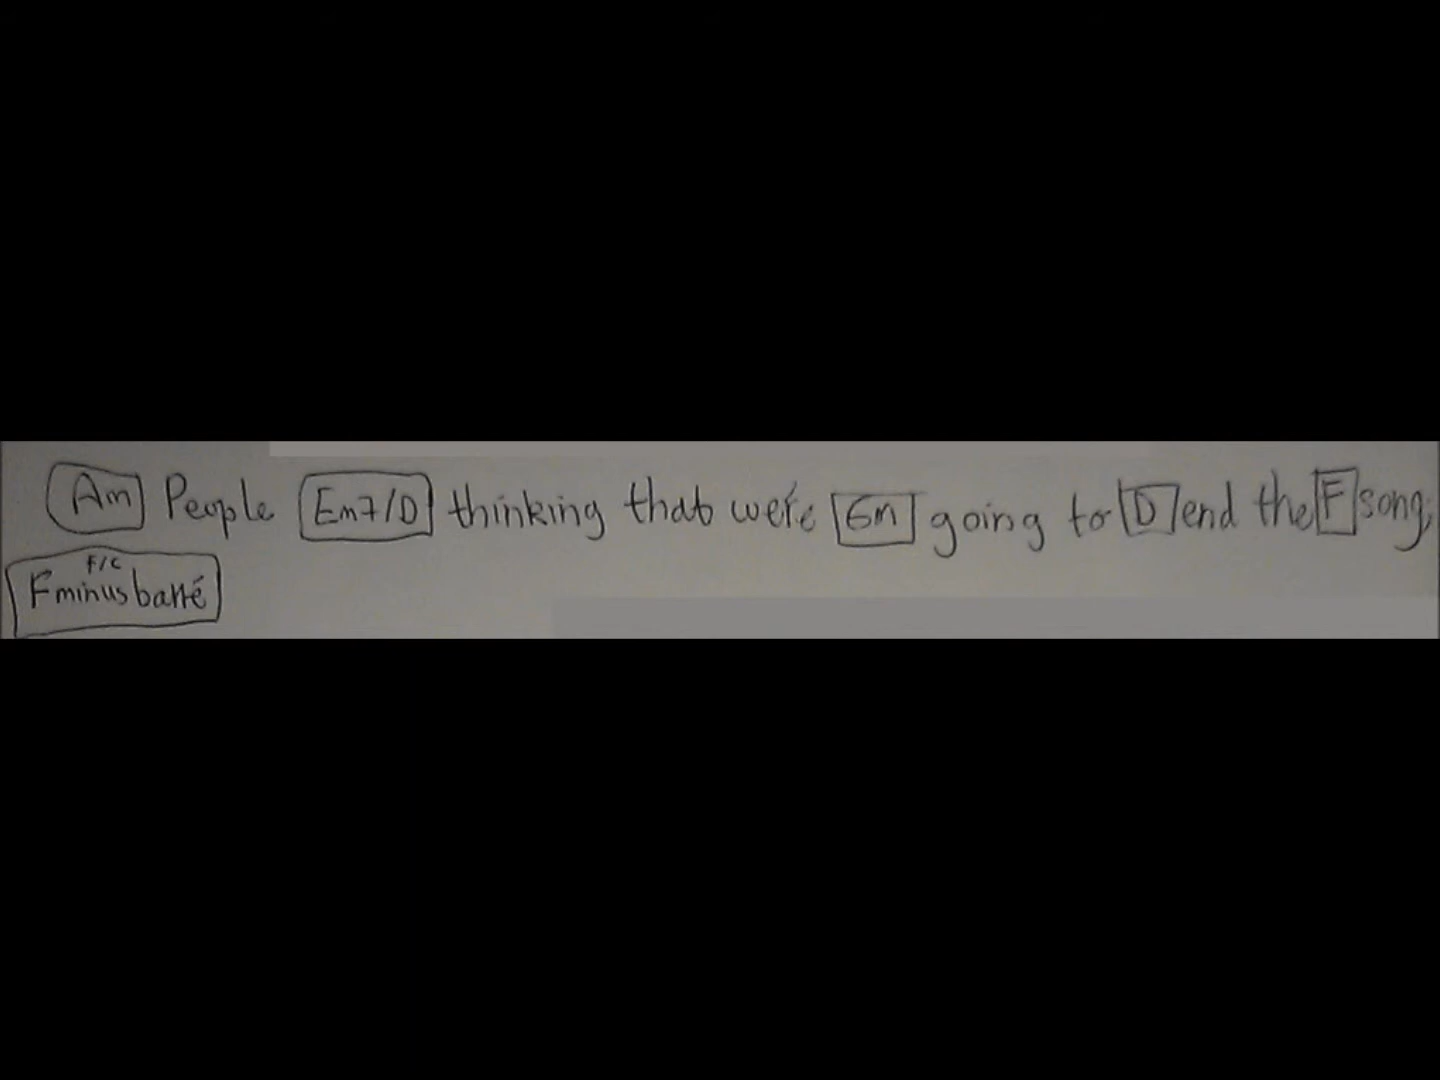 Am People Em7/D thinking that we're Gm going to D end the F song,
F/C
F minus barré